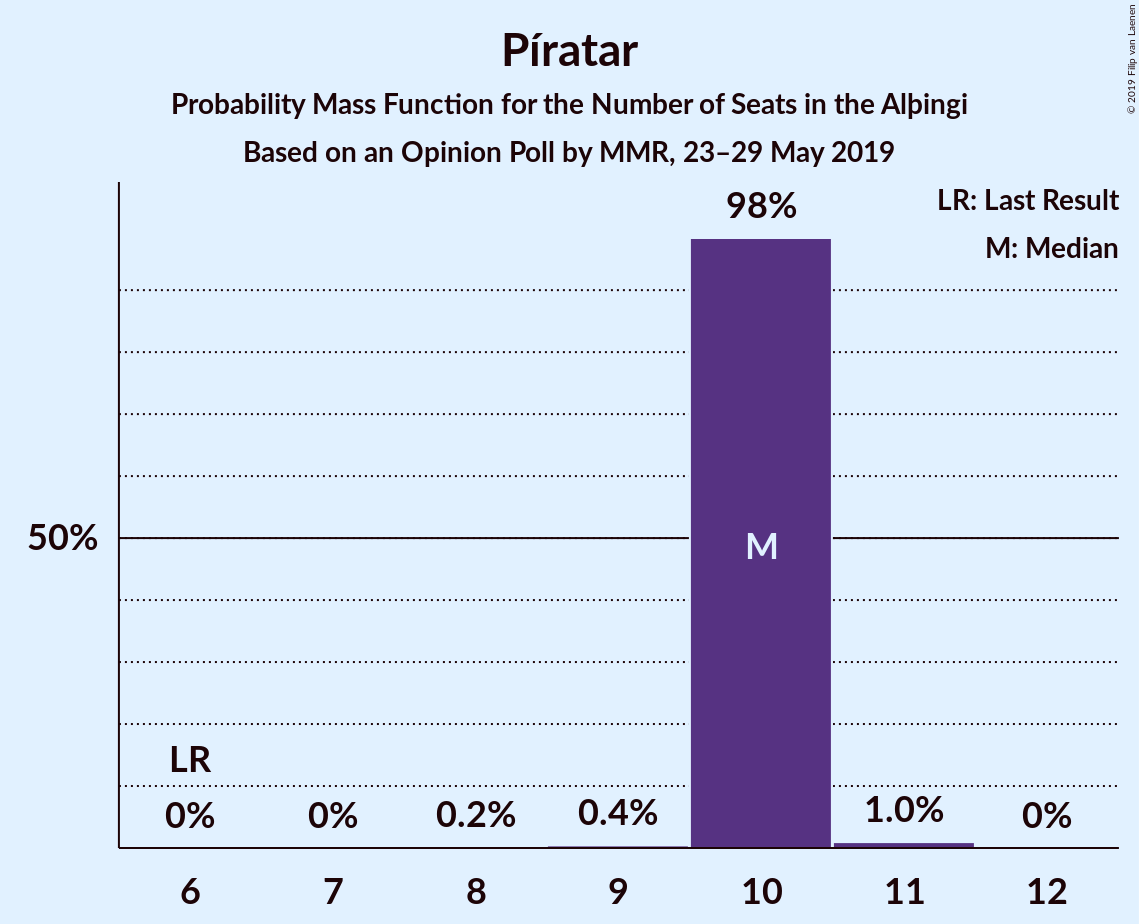 Píratar
Probability Mass Function for the Number of Seats in the Alþingi
Based on an Opinion Poll by MMR, 23–29 May 2019
© 2019 Filip van Laenen
LR: Last Result
M: Median
98%
50%
M
LR
0%
0%
0.2%
0.4%
1.0%
0%
6
7
8
9
10
11
12